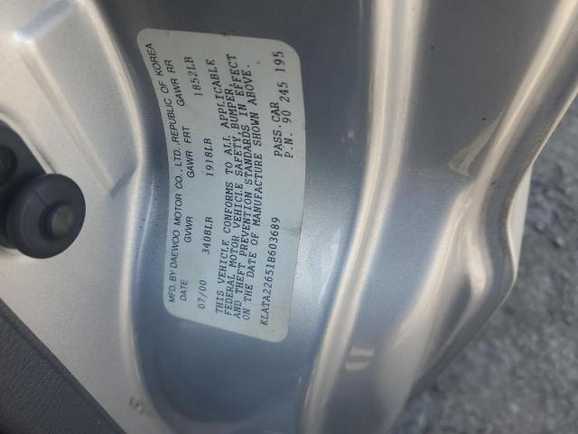 MFD. BY DAEWOO MOTOR CO., LTD., REPUBLIC OF KOREA
DATE GVWR GAWR FRT GAWR RR
07/00 3408LB 1918LB 1852LB
THIS VEHICLE CONFORMS TO ALL APPLICABLE
FEDERAL MOTOR VEHICLE SAFETY, BUMPER,
AND THEFT PREVENTION STANDARDS IN EFFECT
ON THE DATE OF MANUFACTURE SHOWN ABOVE.
KLATA22651B603689 PASS.CAR
P.N. 90 245 195